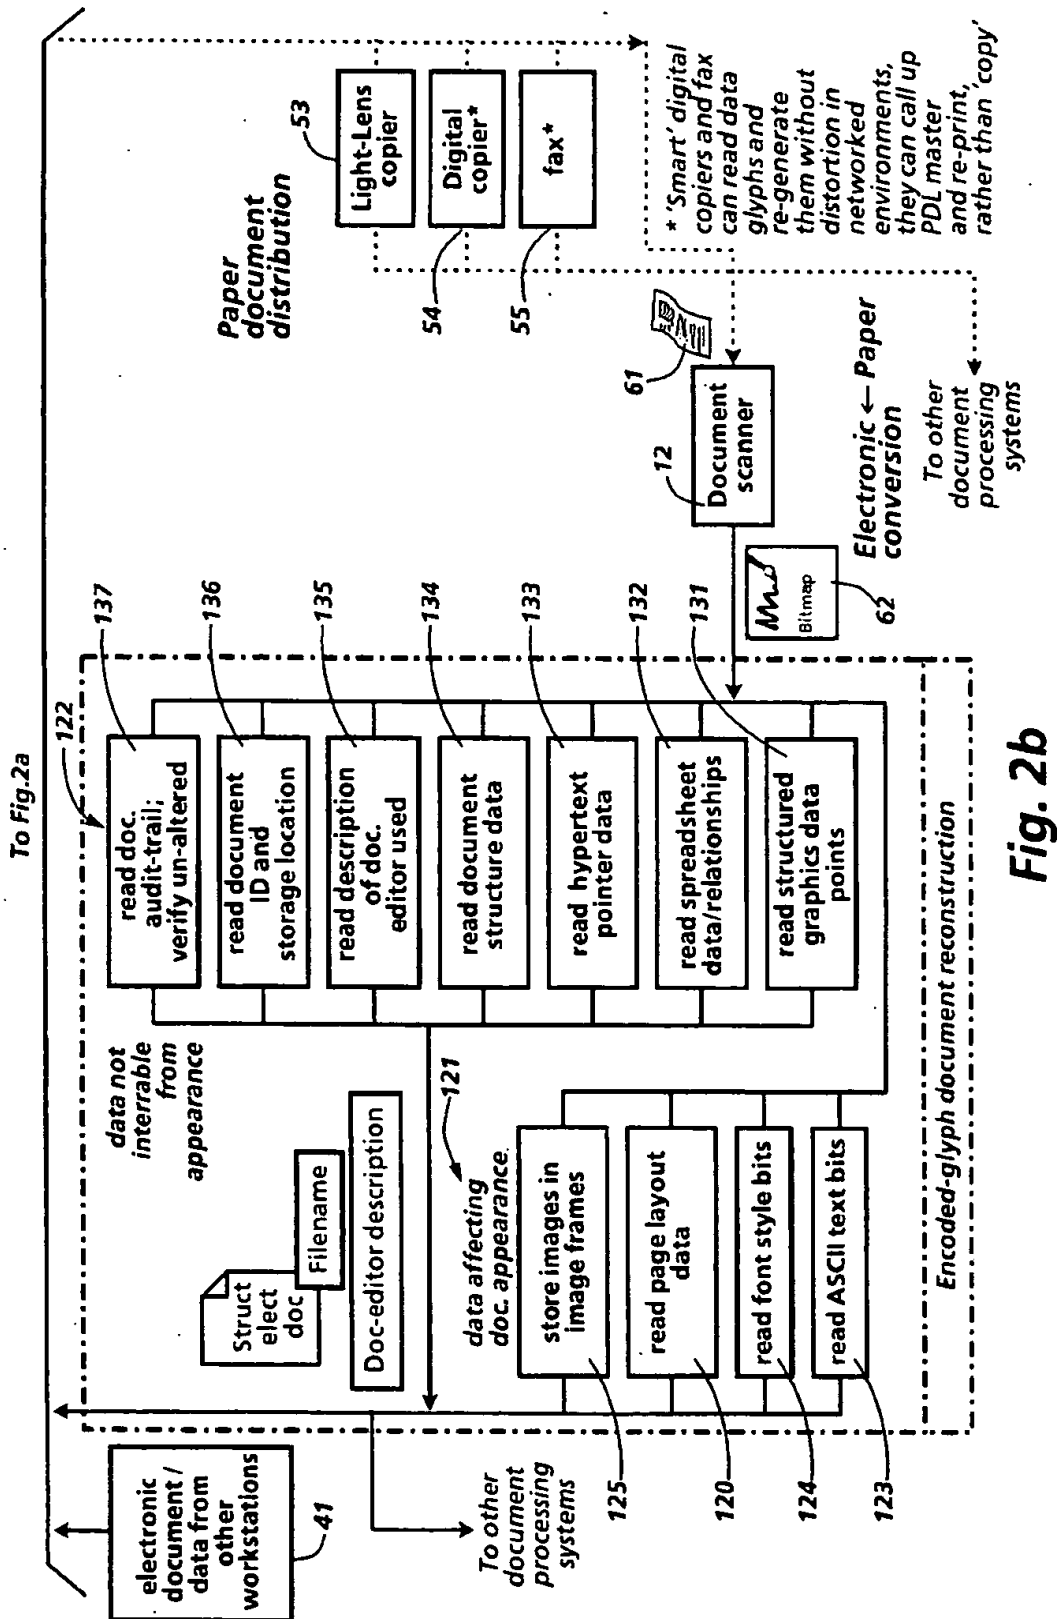 To Fig.2a
electronic
document /
data from
other
workstations
41
To other
document
processing
systems
Struct
elect
doc
Filename
Doc-editor description
data not
interrable
from
appearance
data affecting
doc. appearance.
121
store images in
image frames
125
read page layout
data
120
read font style bits
124
read ASCII text bits
123
122
read doc.
audit-trail;
verify un-altered
137
read document
ID and
storage location
136
read description
of doc.
editor used
135
read document
structure data
134
read hypertext
pointer data
133
read spreadsheet
data/relationships
132
read structured
graphics data
points
131
Encoded-glyph document reconstruction
Bitmap
62
12
Document
scanner
61
Electronic ← Paper
conversion
Paper
document
distribution
53
Light-Lens
copier
54
Digital
copier*
55
fax*
* 'Smart' digital
copiers and fax
can read data
glyphs and
re-generate
them without
distortion in
networked
environments,
they can call up
PDL master
and re-print,
rather than 'copy'
To other
document
processing
systems
Fig. 2b